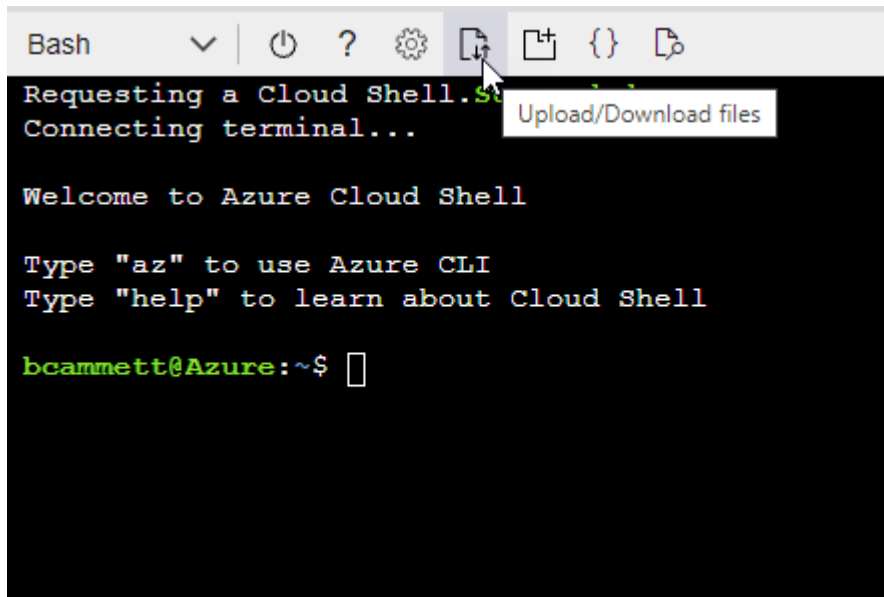 Bash
Requesting a Cloud Shell.
Upload/Download files
Connecting terminal...
Welcome to Azure Cloud Shell
Type "az" to use Azure CLI
Type "help" to learn about Cloud Shell
bcammett@Azure:~$